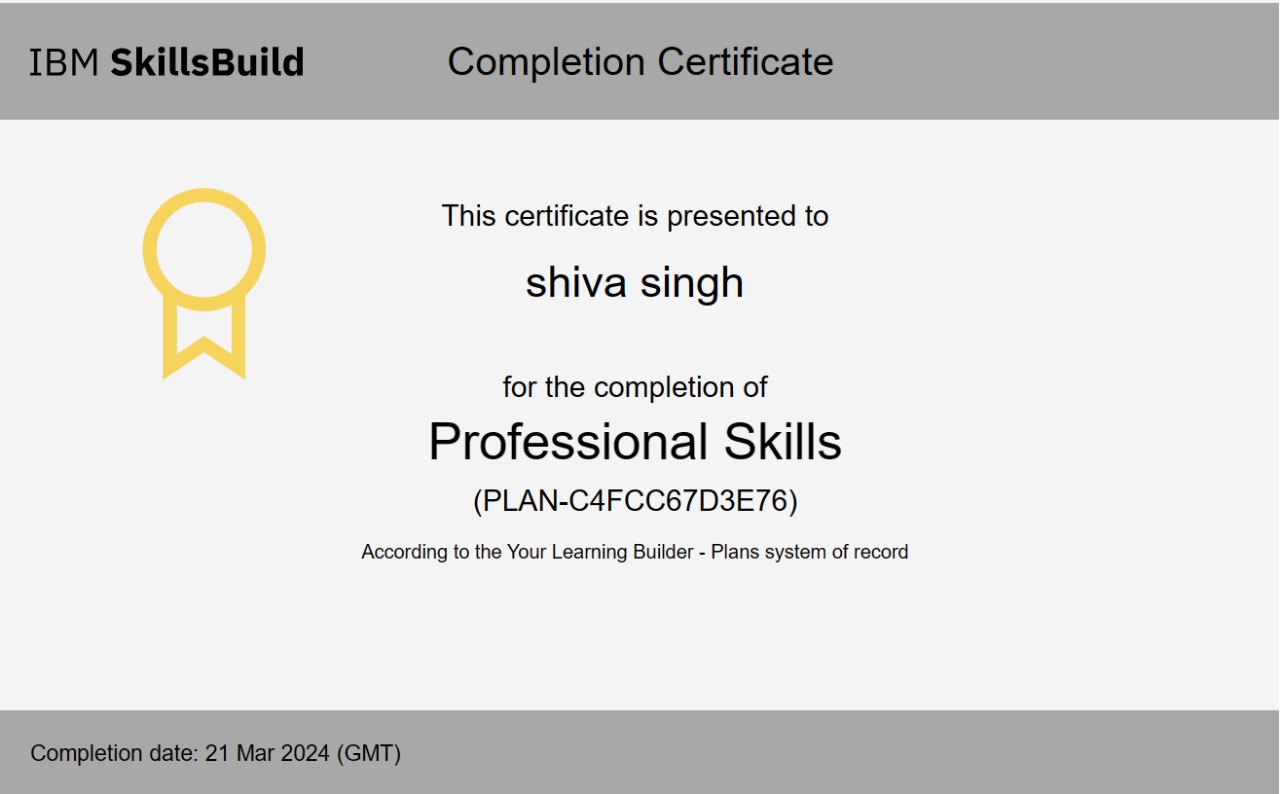 IBM SkillsBuild
Completion Certificate
This certificate is presented to
shiva singh
for the completion of
Professional Skills
(PLAN-C4FCC67D3E76)
According to the Your Learning Builder - Plans system of record
Completion date: 21 Mar 2024 (GMT)